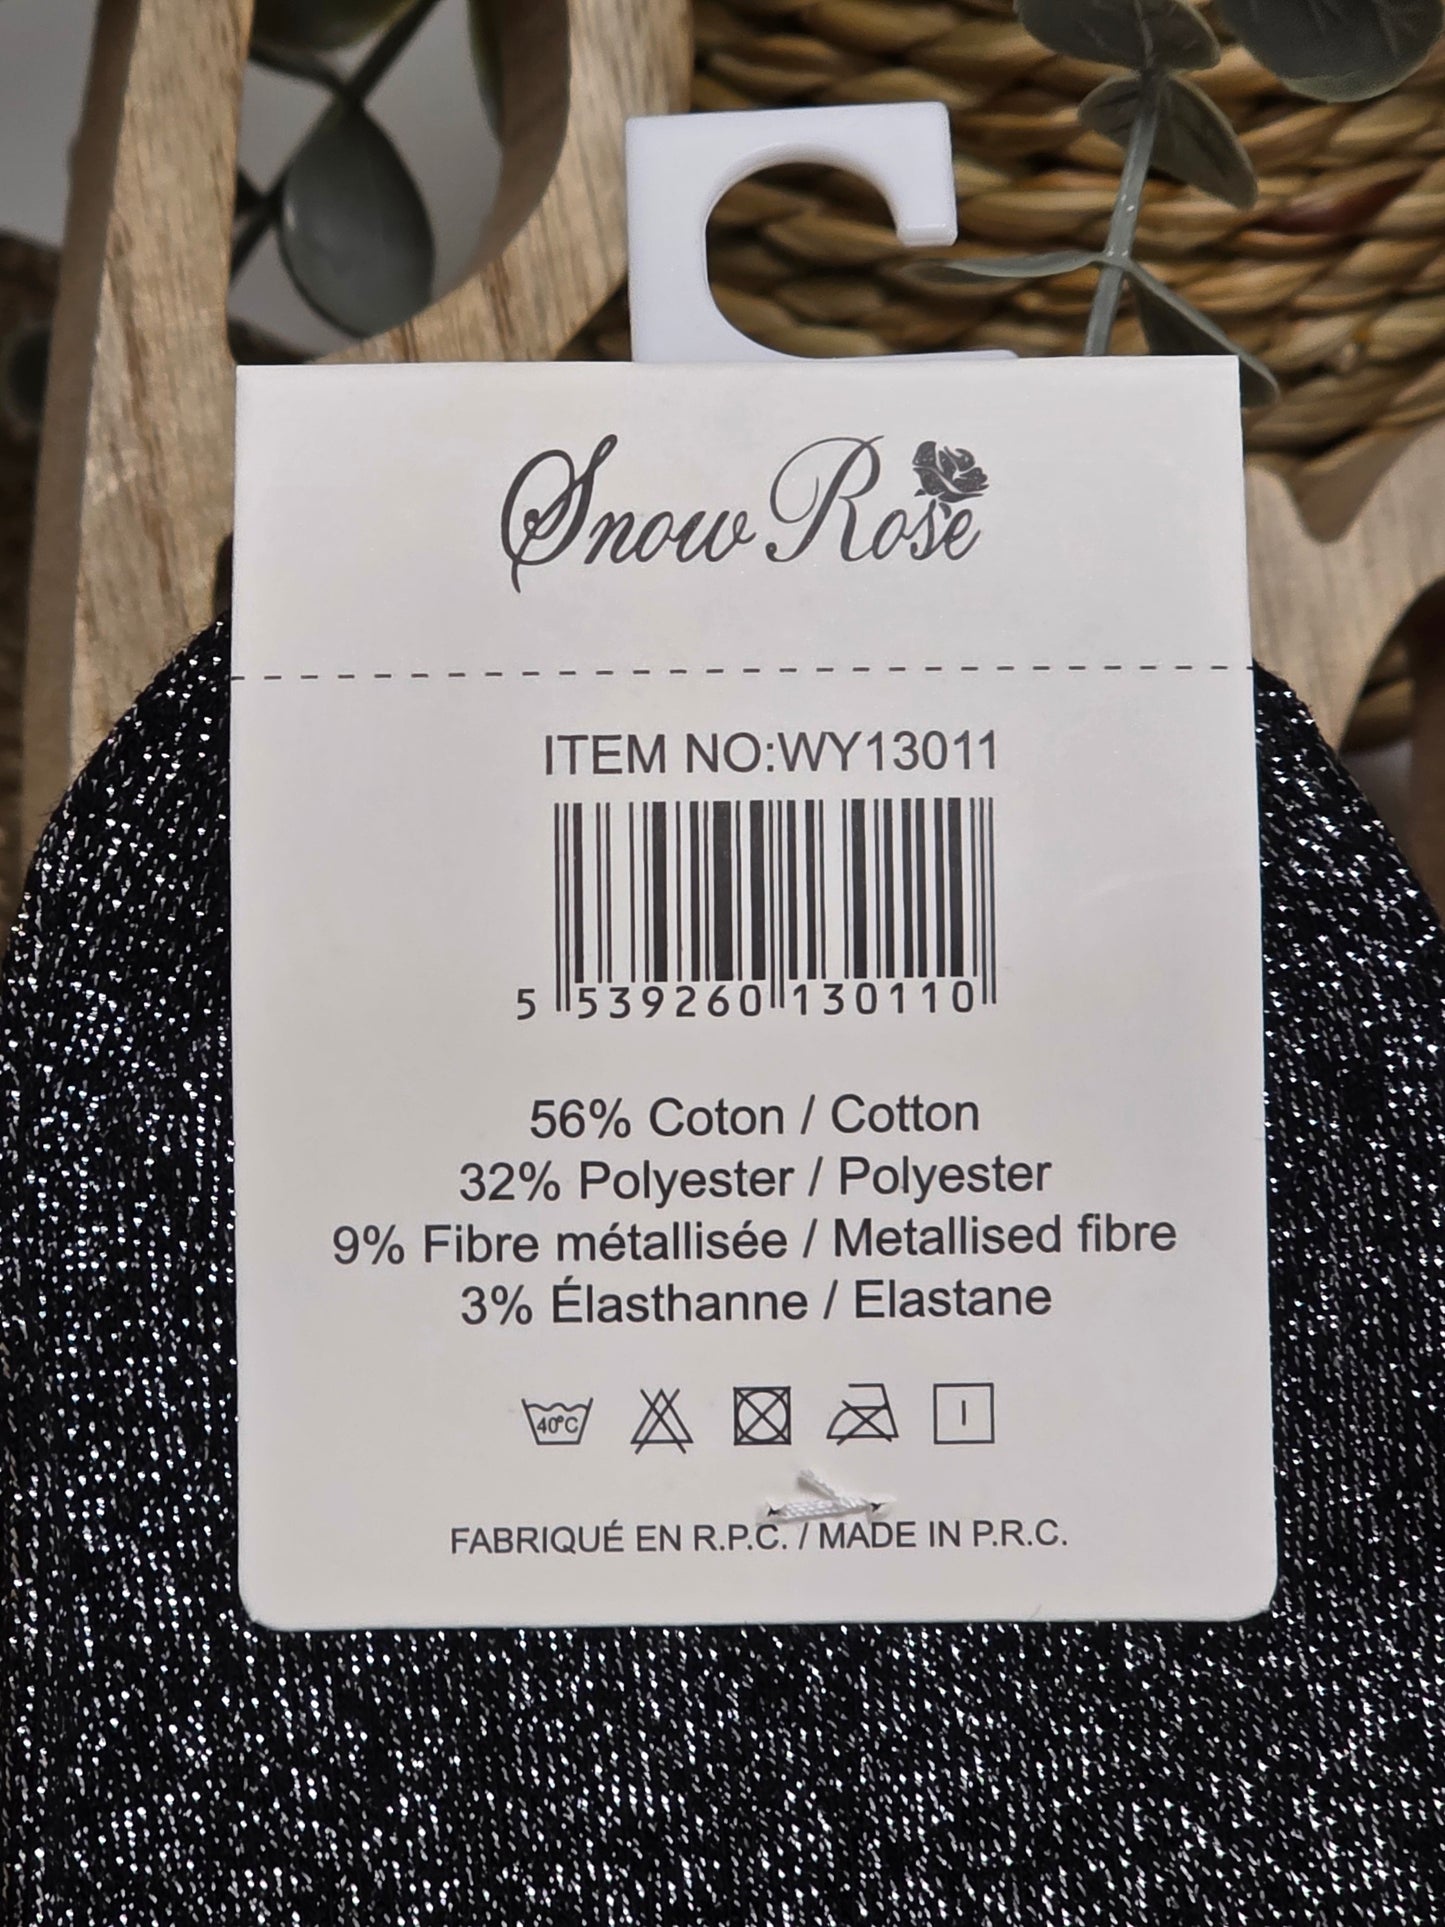 Snow Rose
ITEM NO:WY13011
5 539260 130110
56% Coton / Cotton
32% Polyester / Polyester
9% Fibre métallisée / Metallised fibre
3% Élasthanne / Elastane
40°C
FABRIQUÉ EN R.P.C. / MADE IN P.R.C.